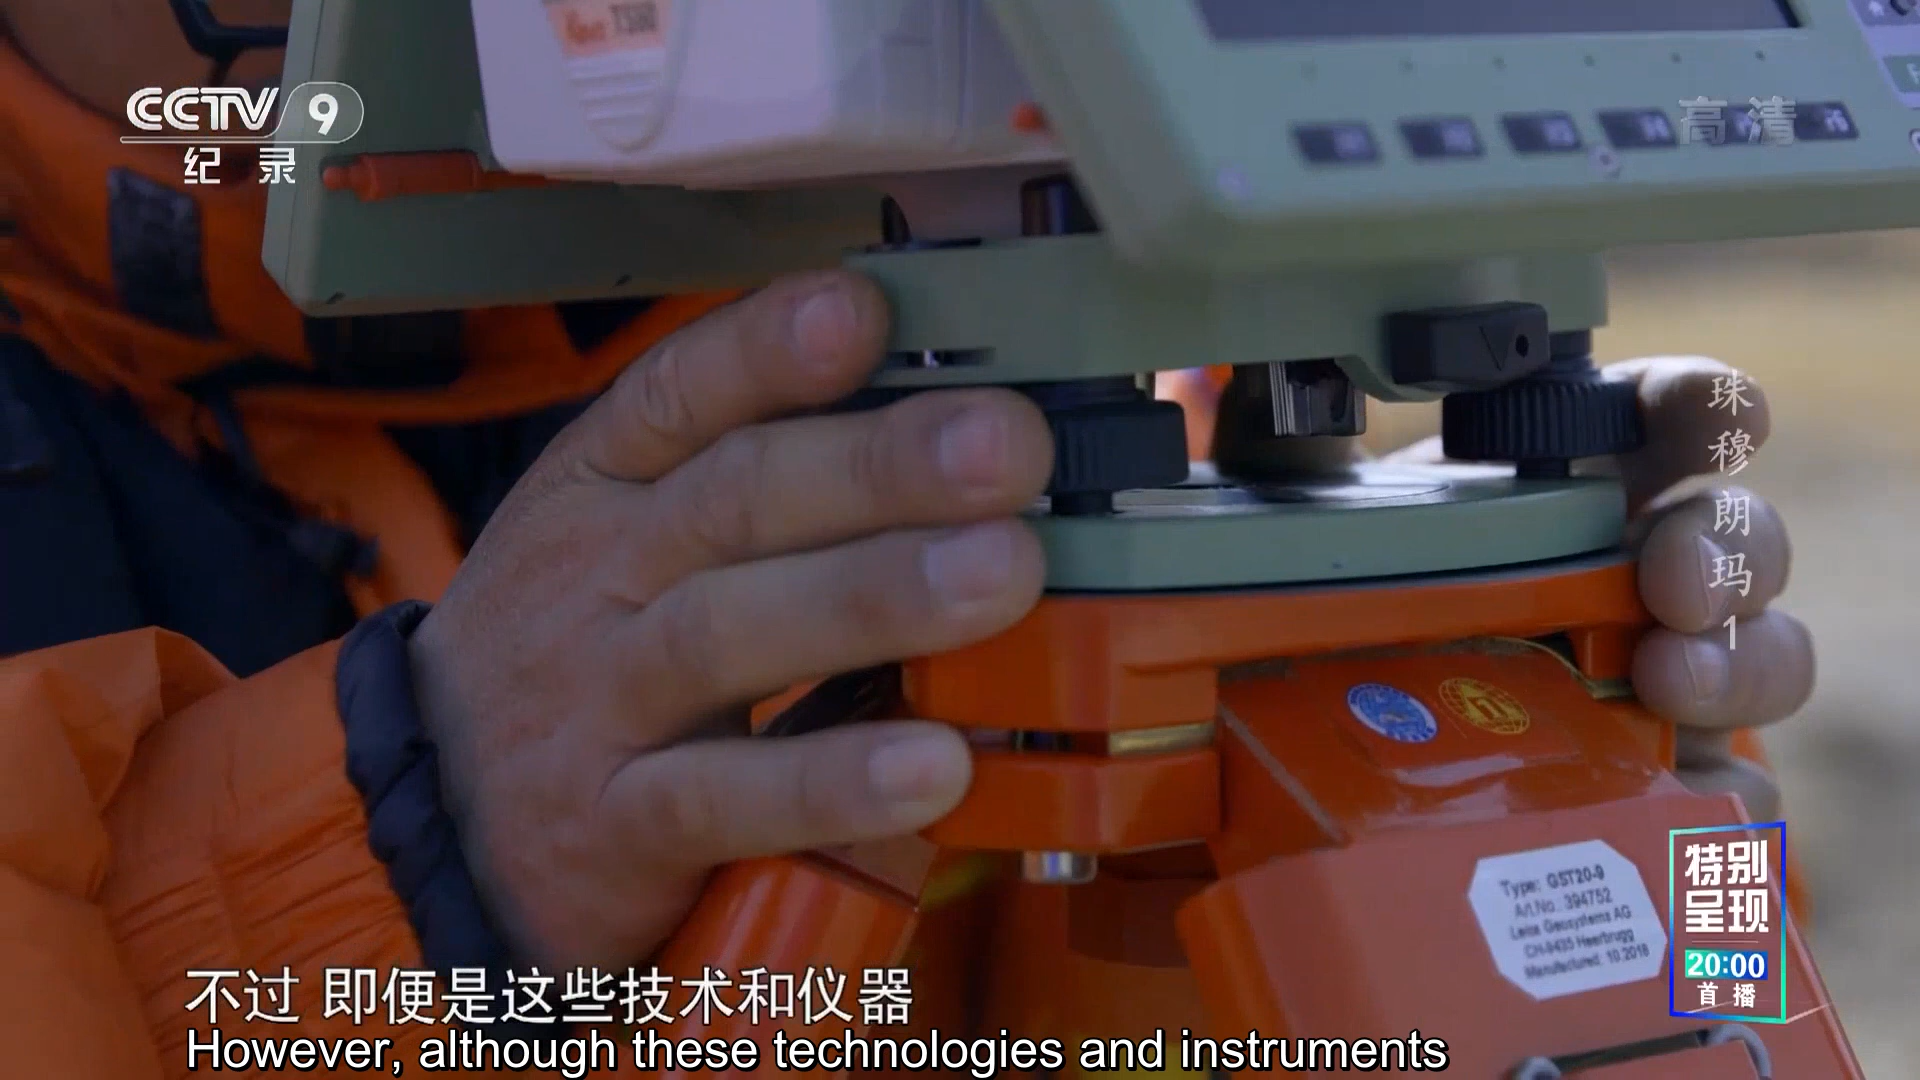 CCTV 9
纪 录
高清
珠穆朗玛1
Type: GST20-9
Art.No.: 394752
Leica Geosystems AG
CH-9435 Heerbrugg
Manufactured: 10.2018
特别
呈现
20:00
首播
不过 即便是这些技术和仪器
However, although these technologies and instruments